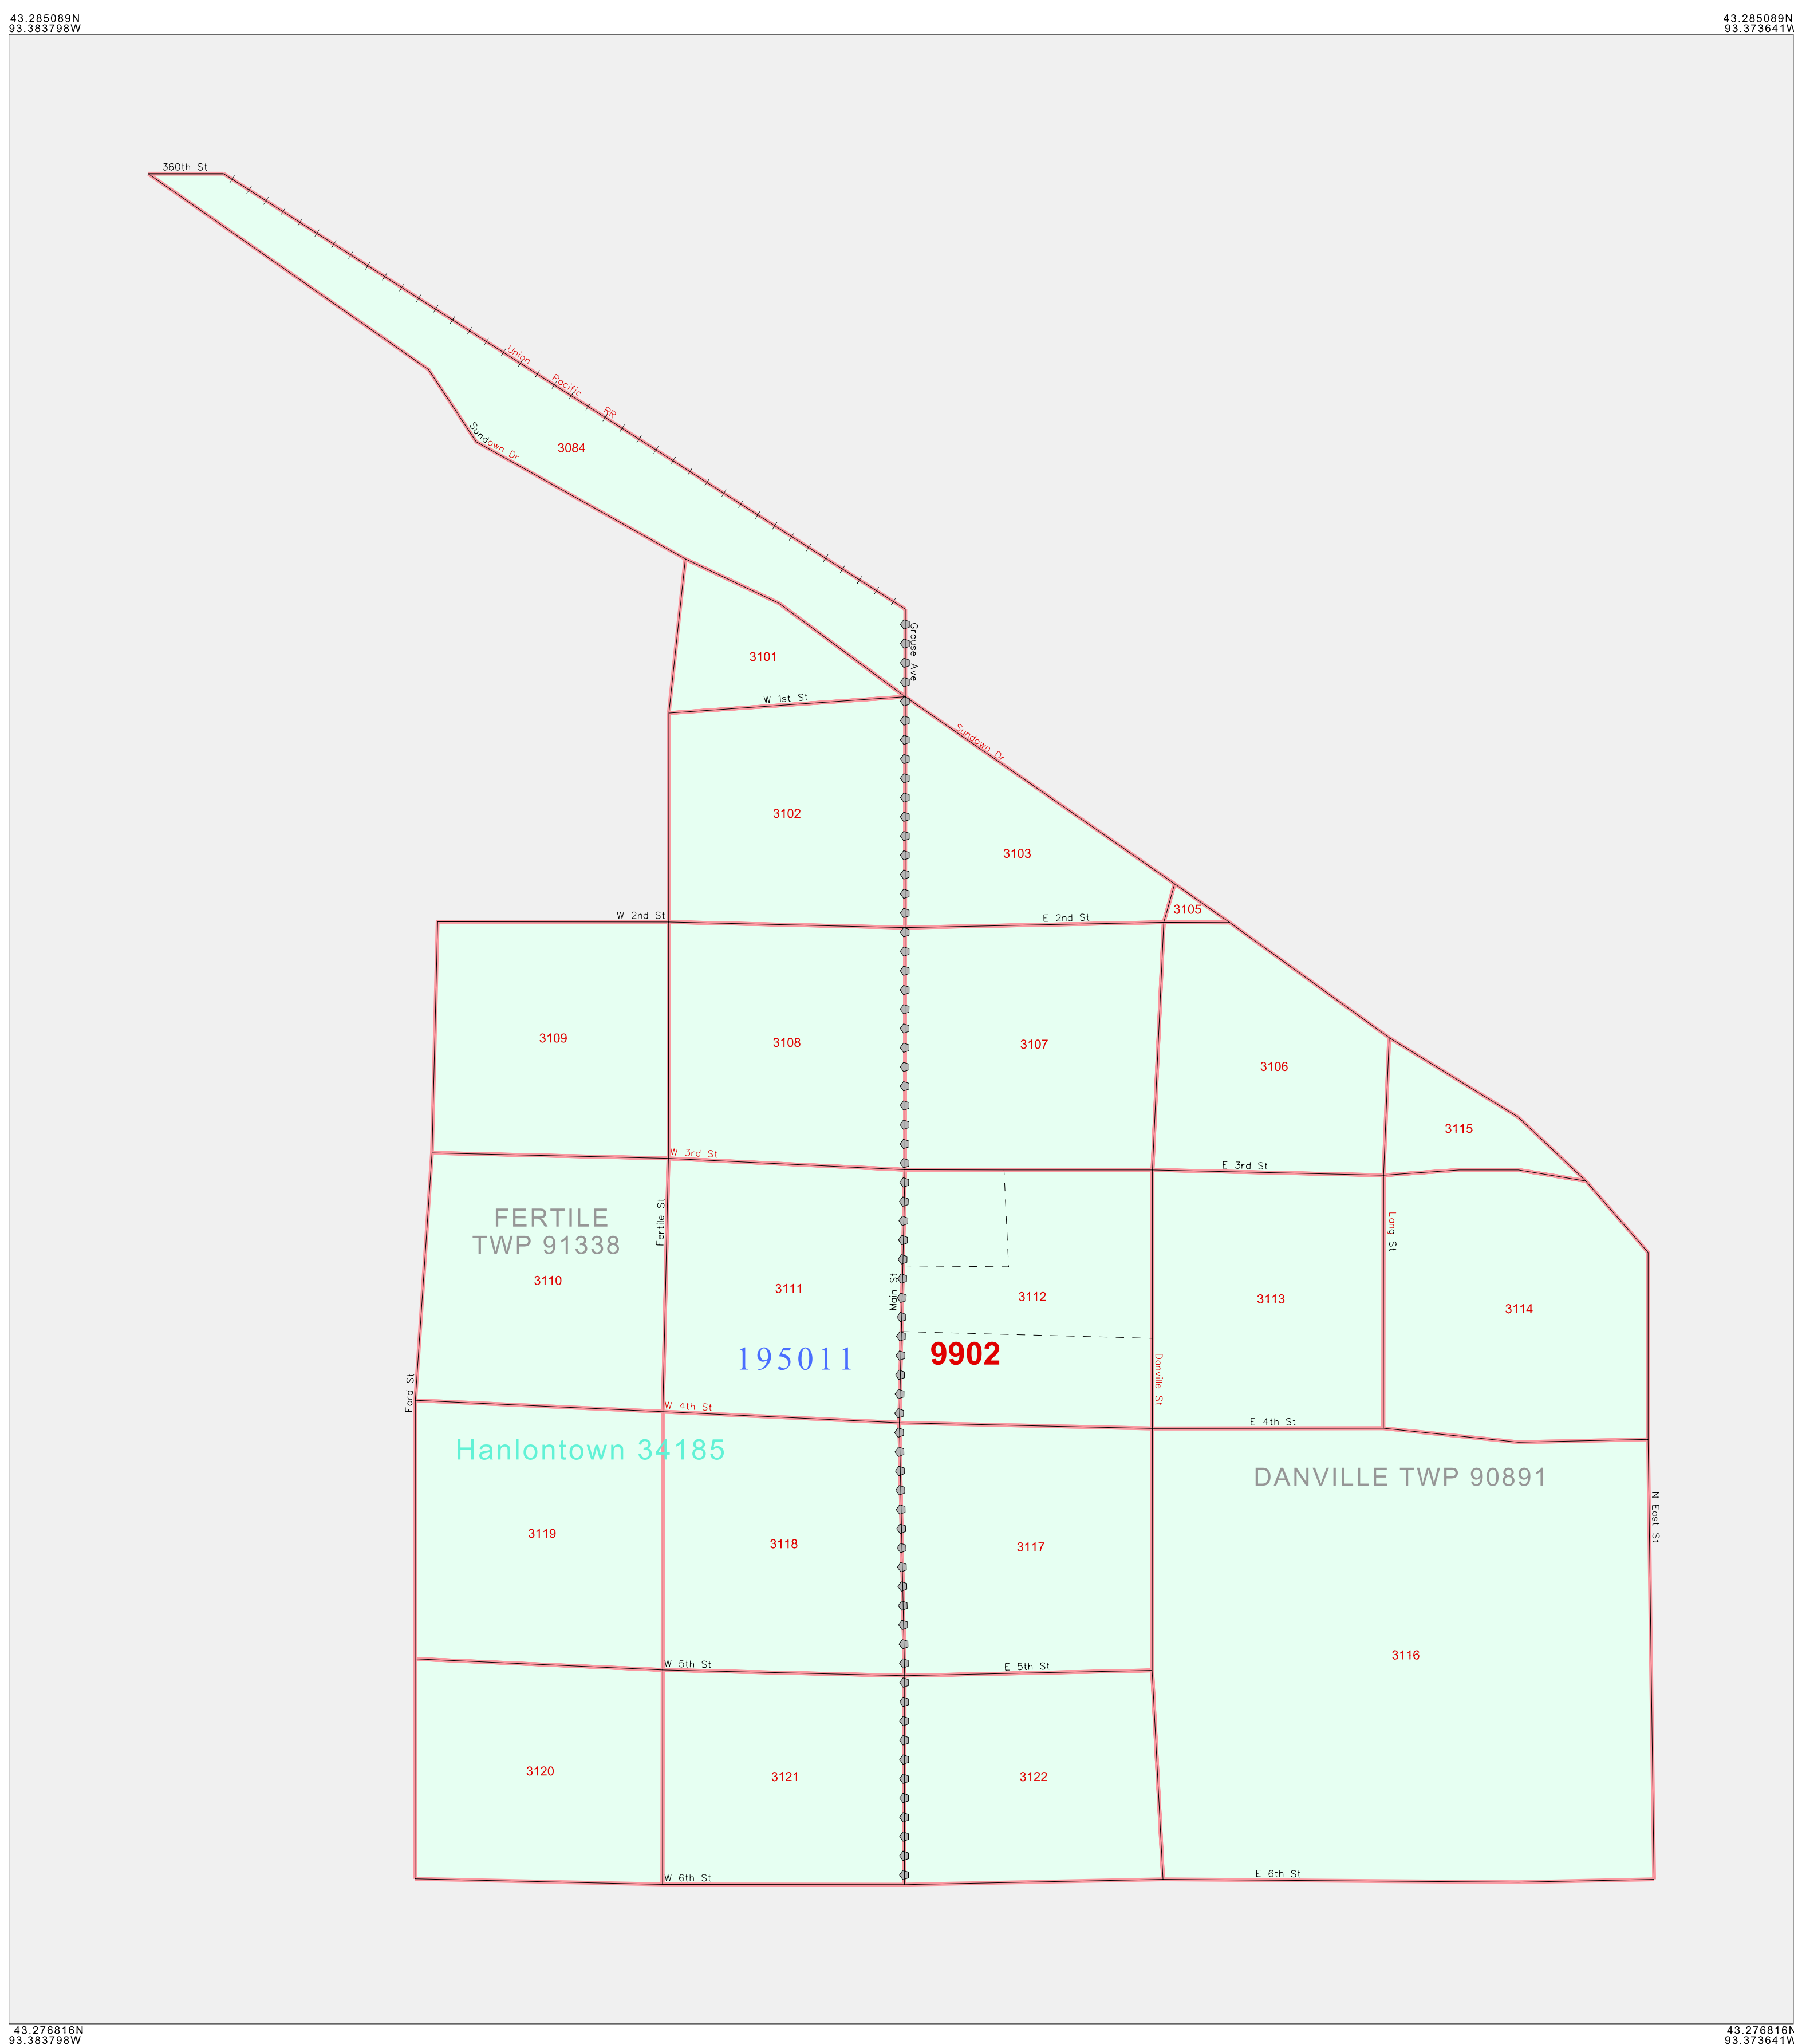 43.285089N
93.383798W
43.285089N
93.373641W
360th St
Union Pacific RR
Sundown Dr
3084
Grouse Ave
3101
W 1st St
Sundown Dr
3102
3103
3105
W 2nd St
E 2nd St
3109
3108
3107
3106
3115
W 3rd St
E 3rd St
FERTILE
TWP 91338
Fertile St
Lang St
3110
3111
Main St
3112
3113
3114
195011
9902
Danville St
Ford St
W 4th St
E 4th St
Hanlontown 34185
DANVILLE TWP 90891
N East St
3119
3118
3117
3116
W 5th St
E 5th St
3120
3121
3122
W 6th St
E 6th St
43.276816N
93.383798W
43.276816N
93.373641W